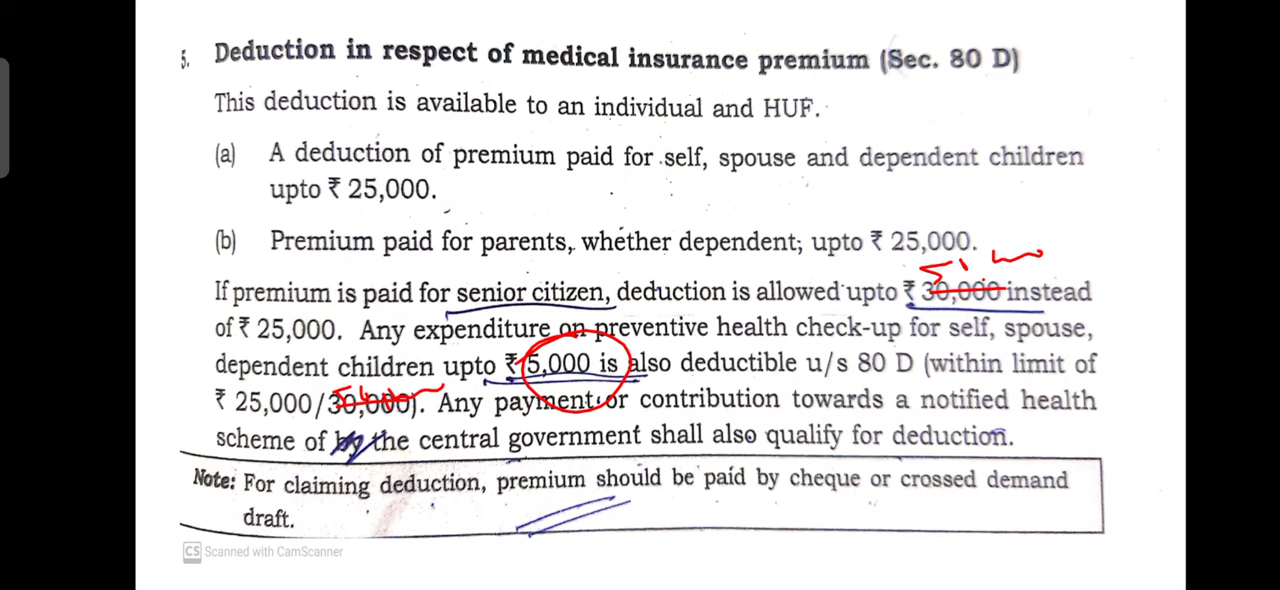 5. Deduction in respect of medical insurance premium (Sec. 80 D)
This deduction is available to an individual and HUF.
(a) A deduction of premium paid for self, spouse and dependent children
upto ₹ 25,000.
(b) Premium paid for parents, whether dependent; upto ₹ 25,000.
If premium is paid for senior citizen, deduction is allowed upto ₹ 30,000 instead
of ₹ 25,000. Any expenditure on preventive health check-up for self, spouse,
dependent children upto ₹ 5,000 is also deductible u/s 80 D (within limit of
₹ 25,000/30,000). Any payment or contribution towards a notified health
scheme of by the central government shall also qualify for deduction.
Note: For claiming deduction, premium should be paid by cheque or crossed demand
draft.
CS Scanned with CamScanner